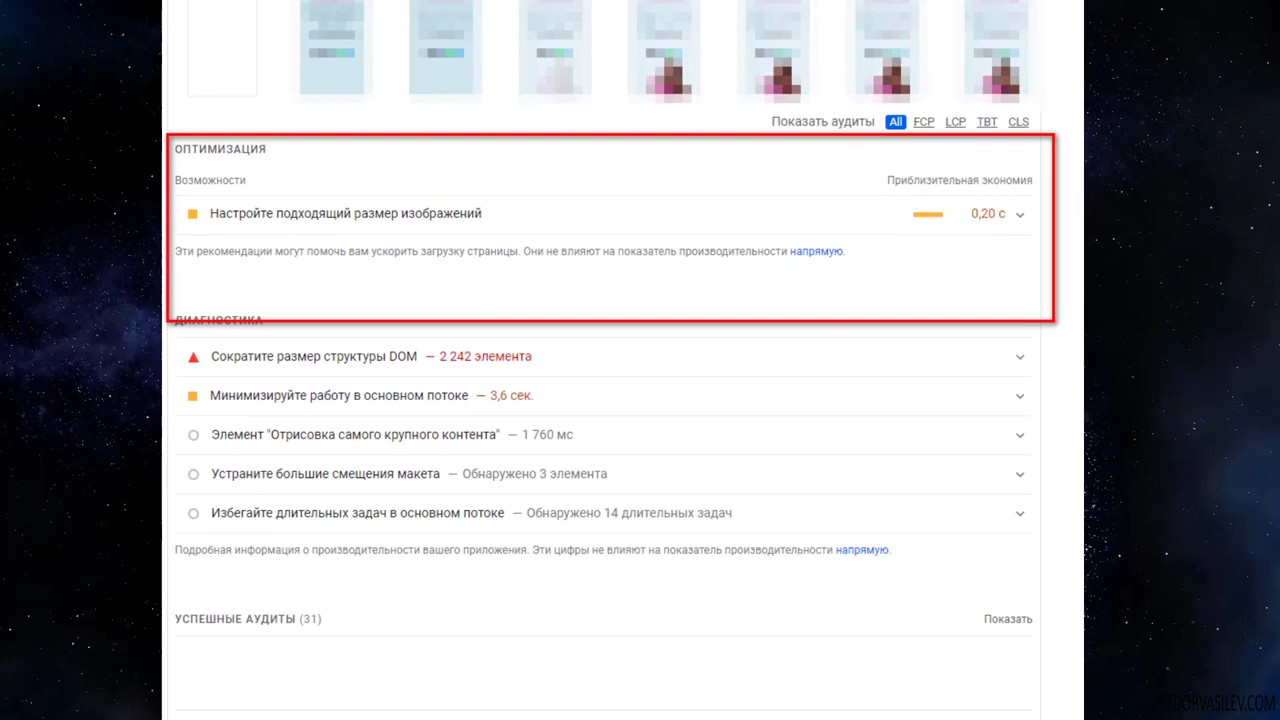 Показать аудиты All FCP LCP TBT CLS
ОПТИМИЗАЦИЯ
Возможности Приблизительная экономия
Настройте подходящий размер изображений 0,20 с
Эти рекомендации могут помочь вам ускорить загрузку страницы. Они не влияют на показатель производительности напрямую.
ДИАГНОСТИКА
Сократите размер структуры DOM — 2 242 элемента
Минимизируйте работу в основном потоке — 3,6 сек.
Элемент "Отрисовка самого крупного контента" — 1 760 мс
Устраните большие смещения макета — Обнаружено 3 элемента
Избегайте длительных задач в основном потоке — Обнаружено 14 длительных задач
Подробная информация о производительности вашего приложения. Эти цифры не влияют на показатель производительности напрямую.
УСПЕШНЫЕ АУДИТЫ (31) Показать